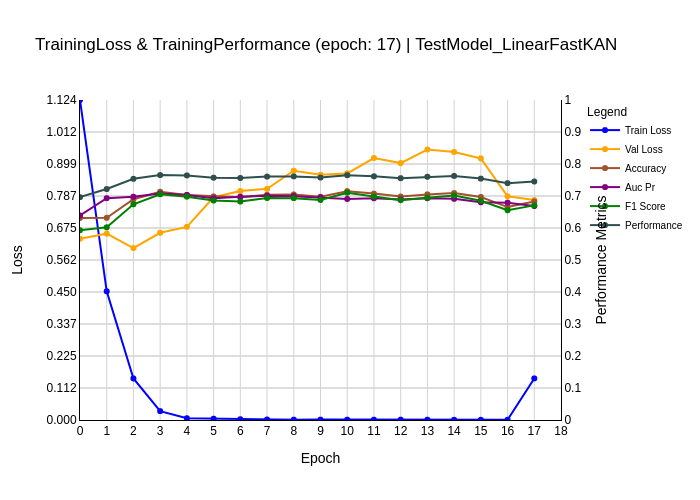 TrainingLoss & TrainingPerformance (epoch: 17) | TestModel_LinearFastKAN
Legend
Train Loss
Val Loss
Accuracy
Auc Pr
F1 Score
Performance
Loss
1.124
1.012
0.899
0.787
0.675
0.562
0.450
0.337
0.225
0.112
0.000
1
0.9
0.8
0.7
0.6
0.5
0.4
0.3
0.2
0.1
0
Performance Metrics
0 1 2 3 4 5 6 7 8 9 10 11 12 13 14 15 16 17 18
Epoch